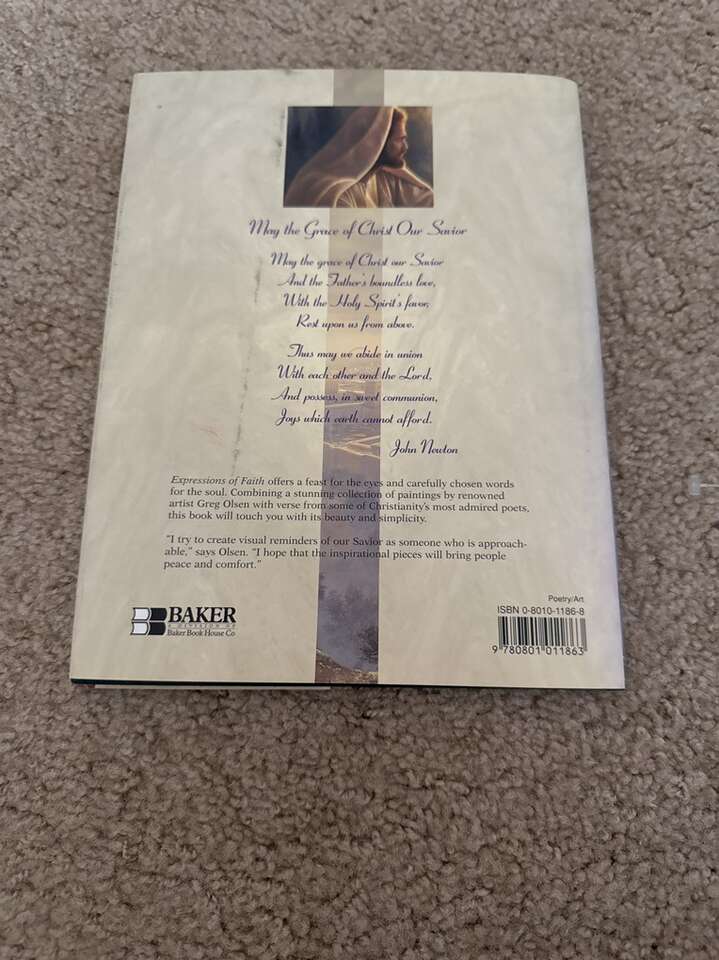 May the Grace of Christ Our Savior
May the grace of Christ our Savior
And the Father's boundless love,
With the Holy Spirit's favor,
Rest upon us from above.
Thus may we abide in union
With each other and the Lord,
And possess, in sweet communion,
Joys which earth cannot afford.
John Newton
Expressions of Faith offers a feast for the eyes and carefully chosen words
for the soul. Combining a stunning collection of paintings by renowned
artist Greg Olsen with verse from some of Christianity's most admired poets,
this book will touch you with its beauty and simplicity.
"I try to create visual reminders of our Savior as someone who is approach-
able," says Olsen. "I hope that the inspirational pieces will bring people
peace and comfort."
BAKER
A DIVISION OF
Baker Book House Co
Poetry/Art
ISBN 0-8010-1186-8
9 780801 011863